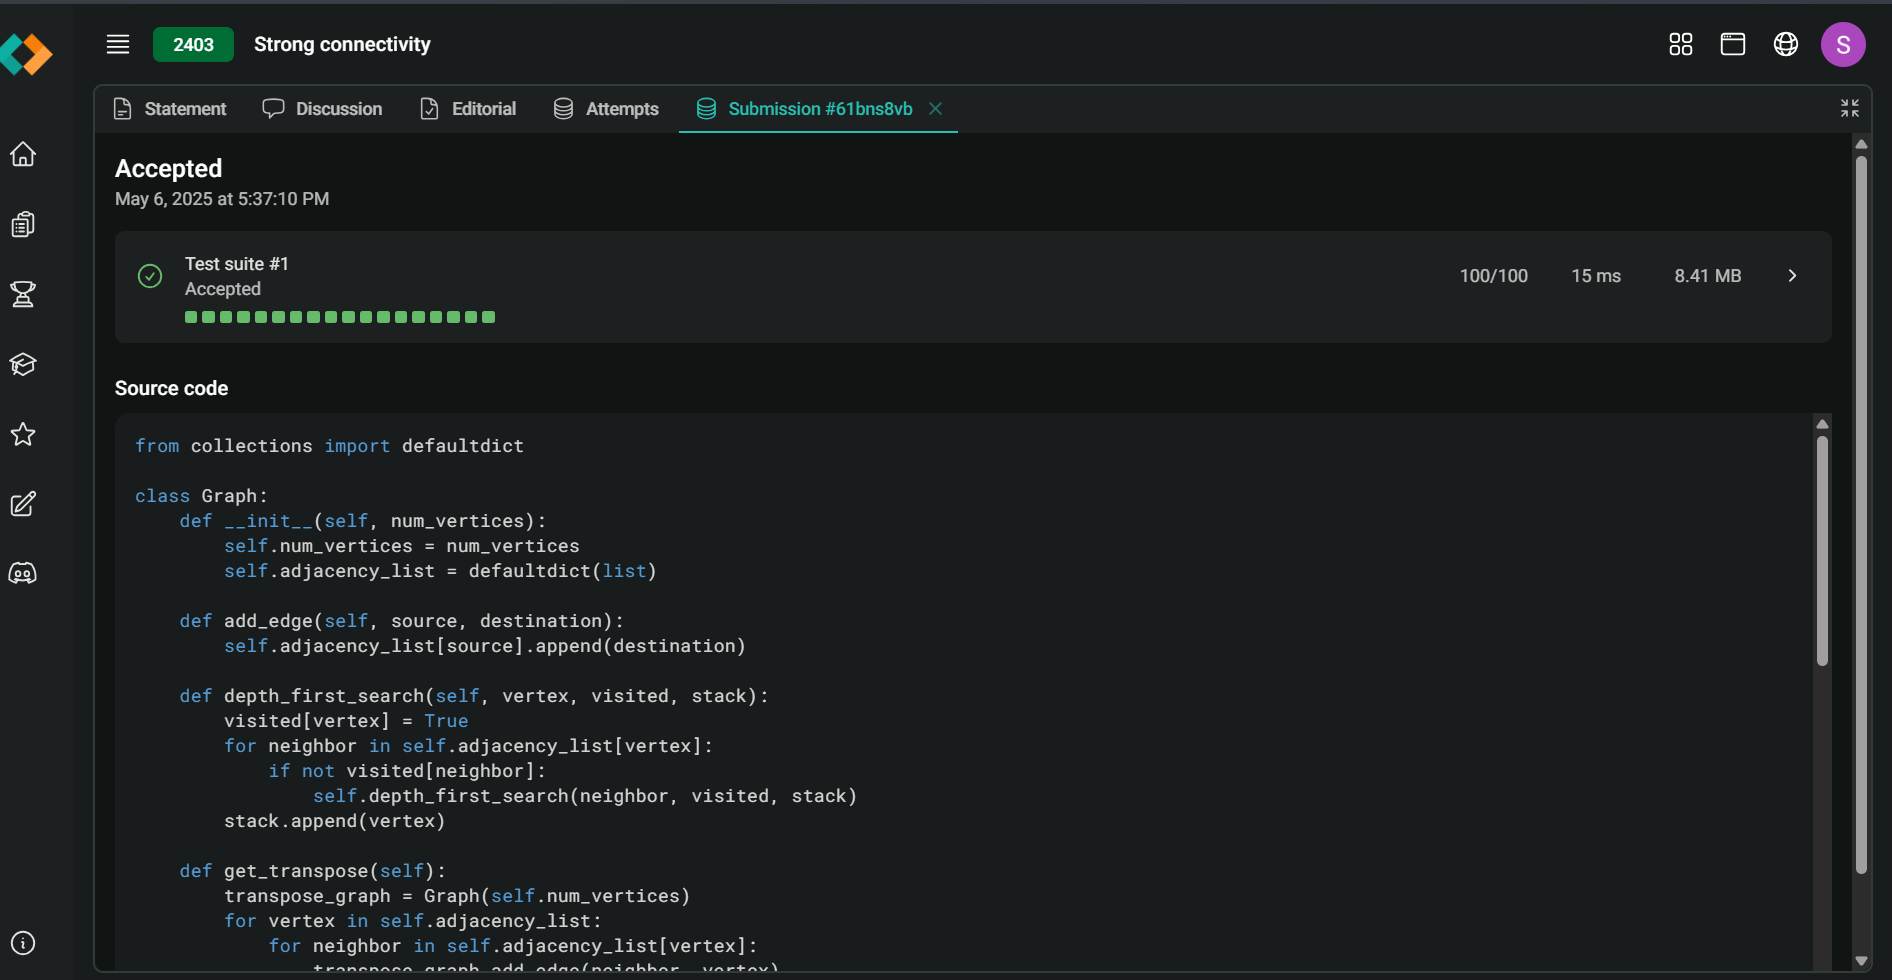 2403 Strong connectivity S
Statement Discussion Editorial Attempts Submission #61bns8vb
Accepted
May 6, 2025 at 5:37:10 PM
Test suite #1
Accepted
100/100 15 ms 8.41 MB
Source code
from collections import defaultdict
class Graph:
    def __init__(self, num_vertices):
        self.num_vertices = num_vertices
        self.adjacency_list = defaultdict(list)
    def add_edge(self, source, destination):
        self.adjacency_list[source].append(destination)
    def depth_first_search(self, vertex, visited, stack):
        visited[vertex] = True
        for neighbor in self.adjacency_list[vertex]:
            if not visited[neighbor]:
                self.depth_first_search(neighbor, visited, stack)
        stack.append(vertex)
    def get_transpose(self):
        transpose_graph = Graph(self.num_vertices)
        for vertex in self.adjacency_list:
            for neighbor in self.adjacency_list[vertex]:
                transpose_graph.add_edge(neighbor, vertex)